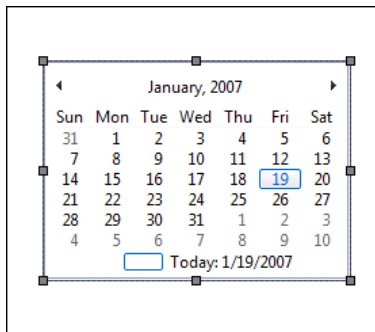 January, 2007
Sun Mon Tue Wed Thu Fri Sat
31 1 2 3 4 5 6
7 8 9 10 11 12 13
14 15 16 17 18 19 20
21 22 23 24 25 26 27
28 29 30 31 1 2 3
4 5 6 7 8 9 10
Today: 1/19/2007